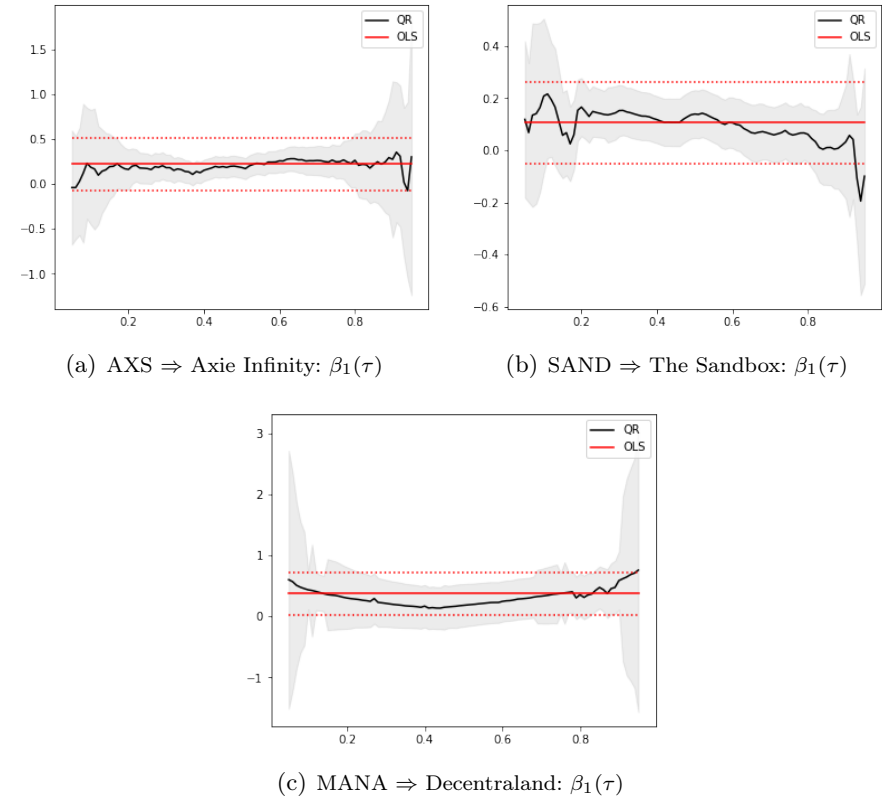 QR
OLS
1.5
1.0
0.5
0.0
−0.5
−1.0
0.2 0.4 0.6 0.8
(a) AXS ⇒ Axie Infinity: β₁(τ)
QR
OLS
0.4
0.2
0.0
−0.2
−0.4
−0.6
0.2 0.4 0.6 0.8
(b) SAND ⇒ The Sandbox: β₁(τ)
QR
OLS
3
2
1
0
−1
0.2 0.4 0.6 0.8
(c) MANA ⇒ Decentraland: β₁(τ)